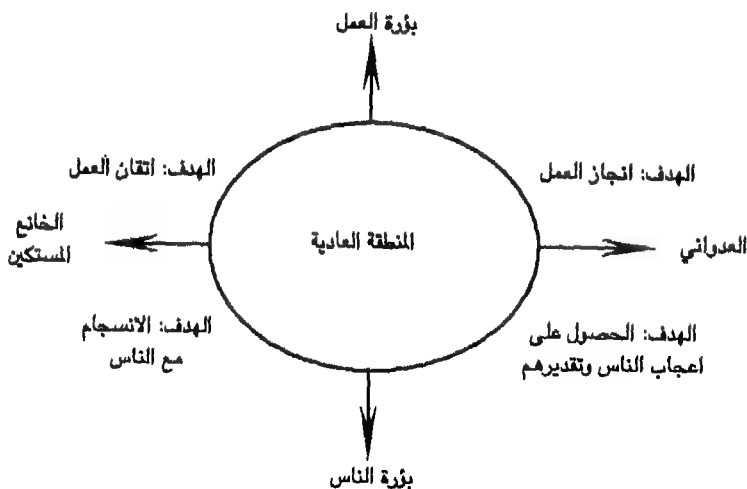 بؤرة العمل
الهدف: انجاز العمل
الهدف: اتقان العمل
العدواني
المنطقة العادية
الخانع
المستكين
الهدف: الحصول على
اعجاب الناس وتقديرهم
الهدف: الانسجام
مع الناس
بؤرة الناس